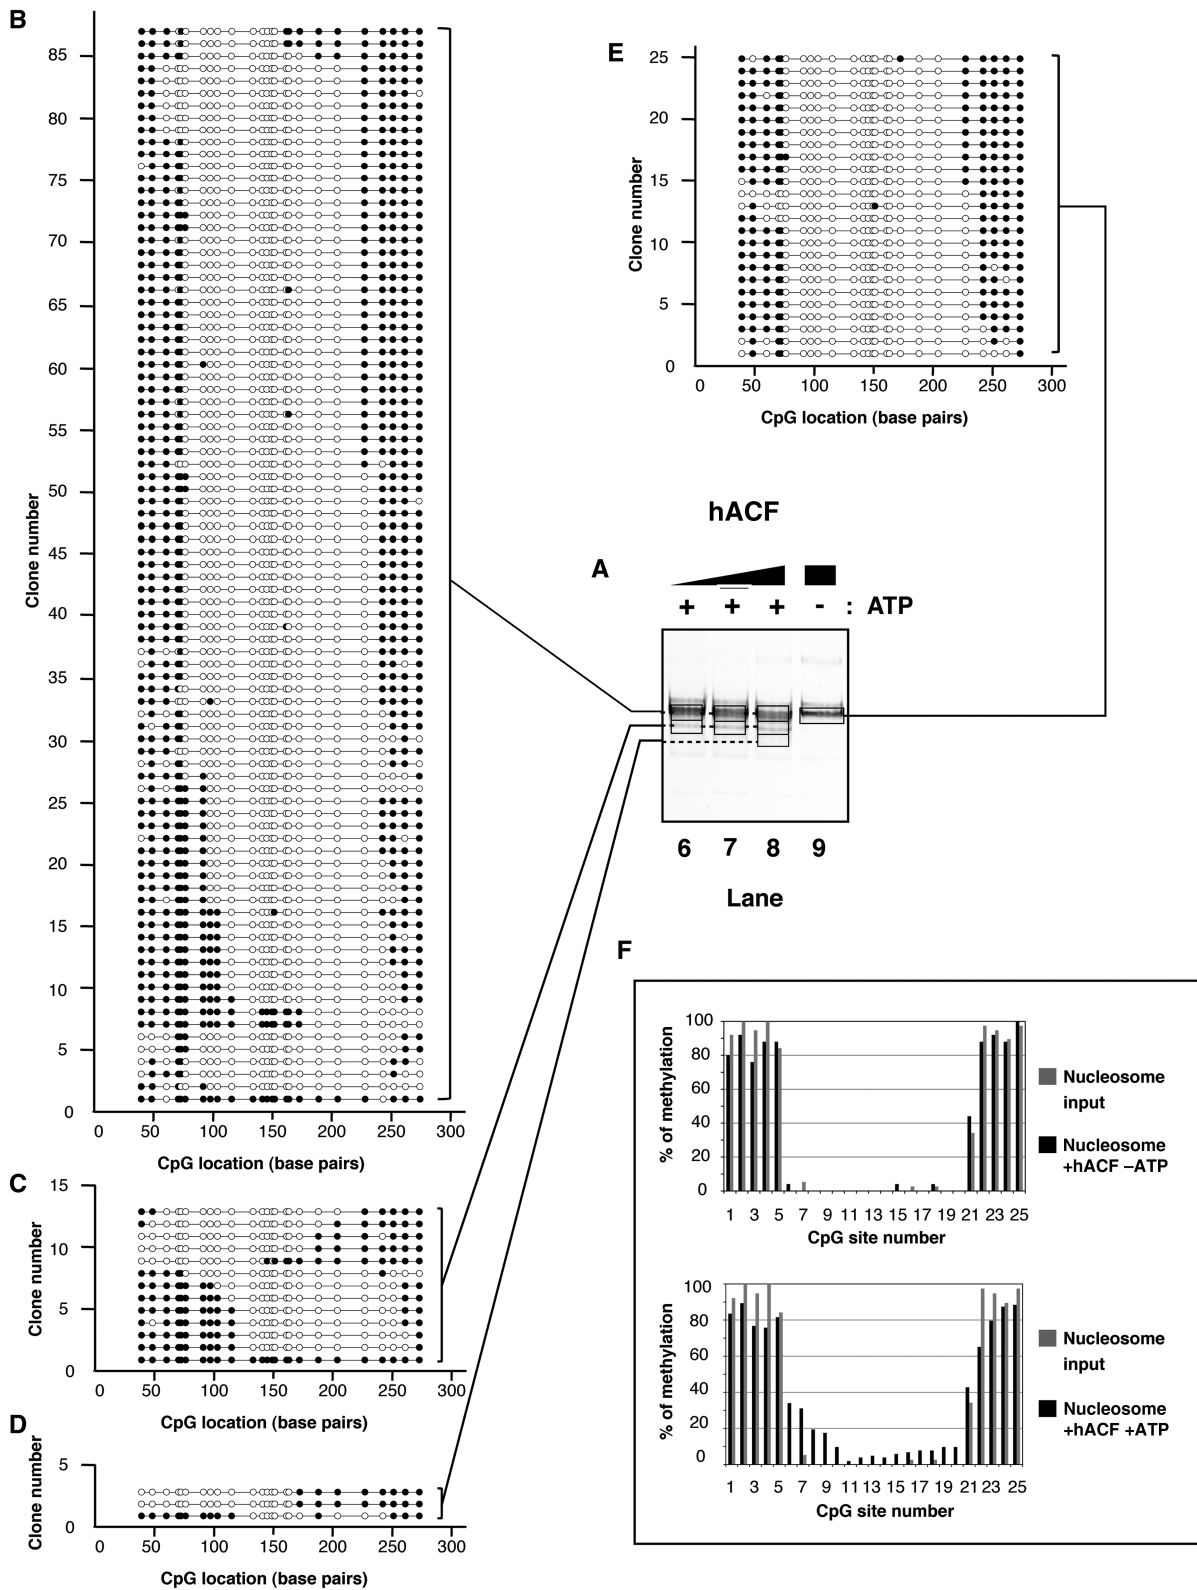 B
85
80
75
70
65
60
55
50
45
40
35
30
25
20
15
10
5
0
Clone number
0 50 100 150 200 250 300
CpG location (base pairs)
E
25
20
15
10
5
0
Clone number
0 50 100 150 200 250 300
CpG location (base pairs)
hACF
A
+ + + - : ATP
6 7 8 9
Lane
C
15
10
5
0
Clone number
0 50 100 150 200 250 300
CpG location (base pairs)
D
5
0
Clone number
0 50 100 150 200 250 300
CpG location (base pairs)
F
100
80
60
40
20
0
% of methylation
1 3 5 7 9 11 13 15 17 19 21 23 25
CpG site number
Nucleosome
input
Nucleosome
+hACF –ATP
100
80
60
40
20
0
% of methylation
1 3 5 7 9 11 13 15 17 19 21 23 25
CpG site number
Nucleosome
input
Nucleosome
+hACF +ATP